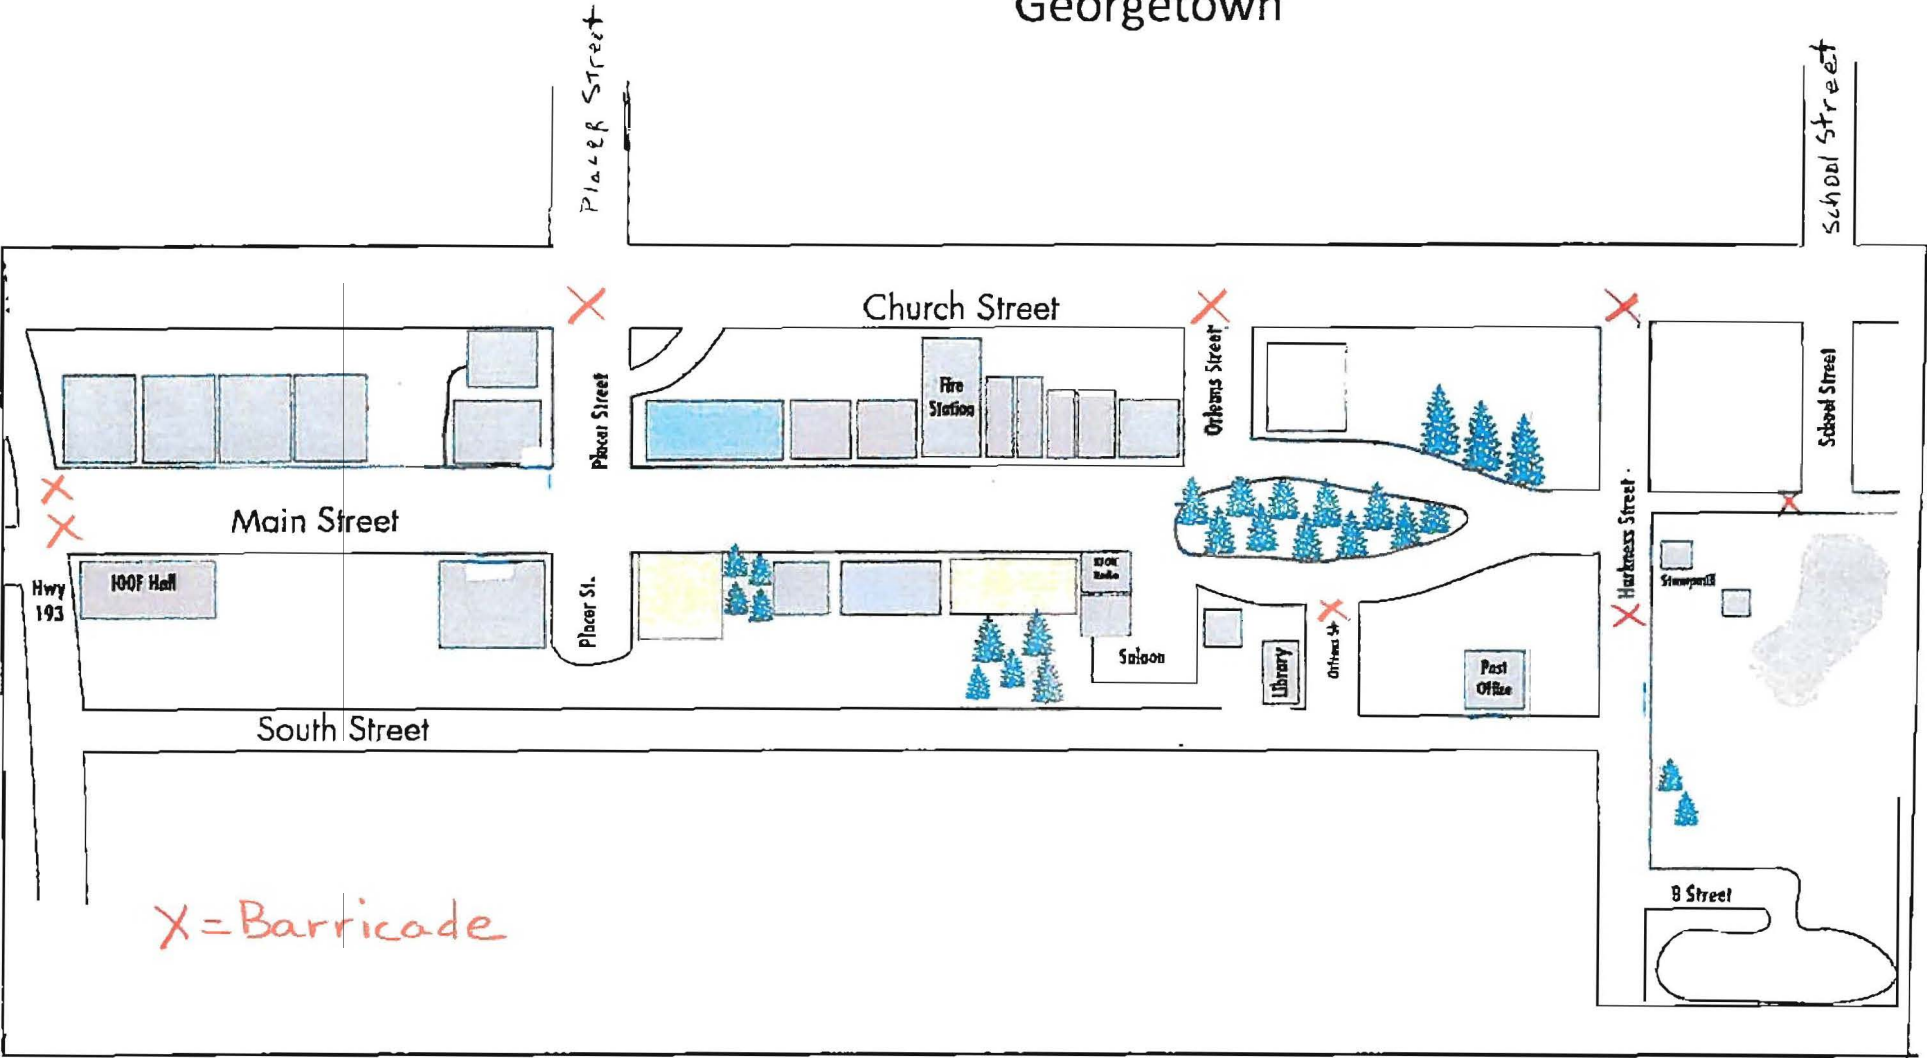 Georgetown
Placer Street
School Street
Church Street
Placer Street
Fire
Station
Orleans Street
School Street
Main Street
Harkness Street
Hwy
193
IOOF Hall
Placer St.
Saloon
Library
Post
Office
South Street
B Street
X = Barricade